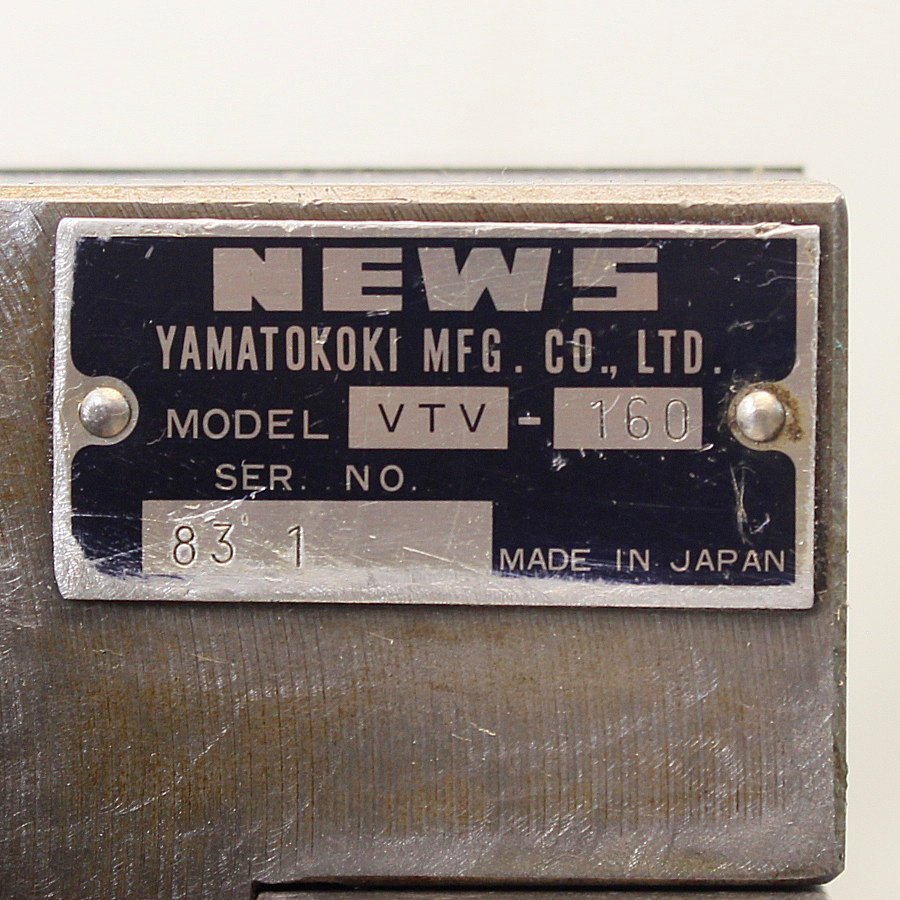 NEWS
YAMATOKOKI MFG. CO., LTD.
MODEL VTV - 160
SER. NO.
83 1
MADE IN JAPAN